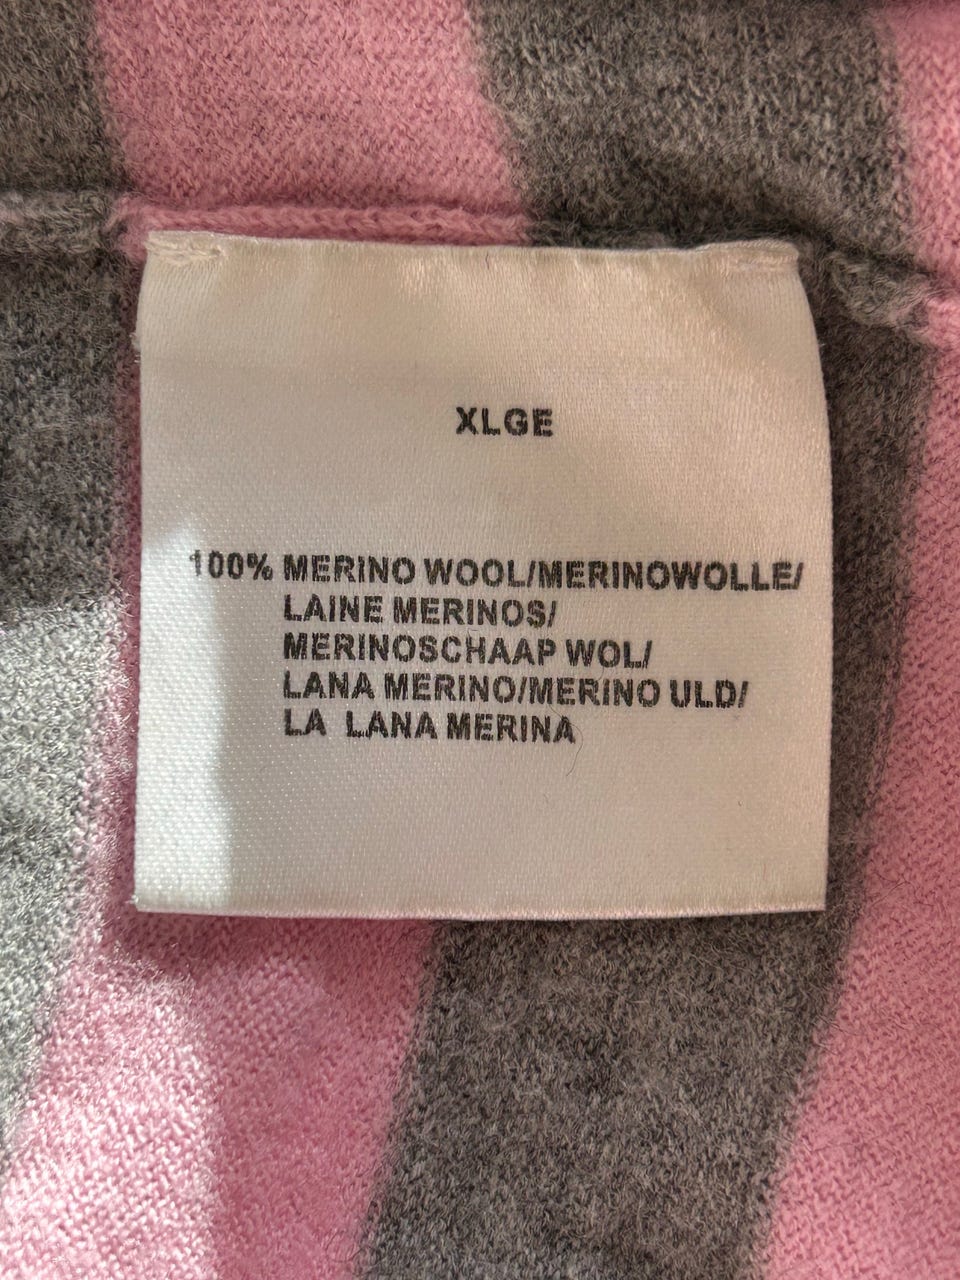 XLGE
100% MERINO WOOL/MERINOWOLLE/
LAINE MERINOS/
MERINOSCHAAP WOL/
LANA MERINO/MERINO ULD/
LA LANA MERINA